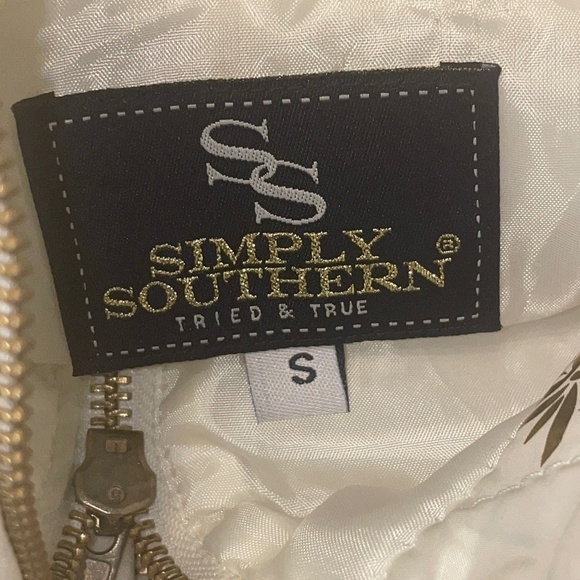 SS
SIMPLY
SOUTHERN®
TRIED & TRUE
S